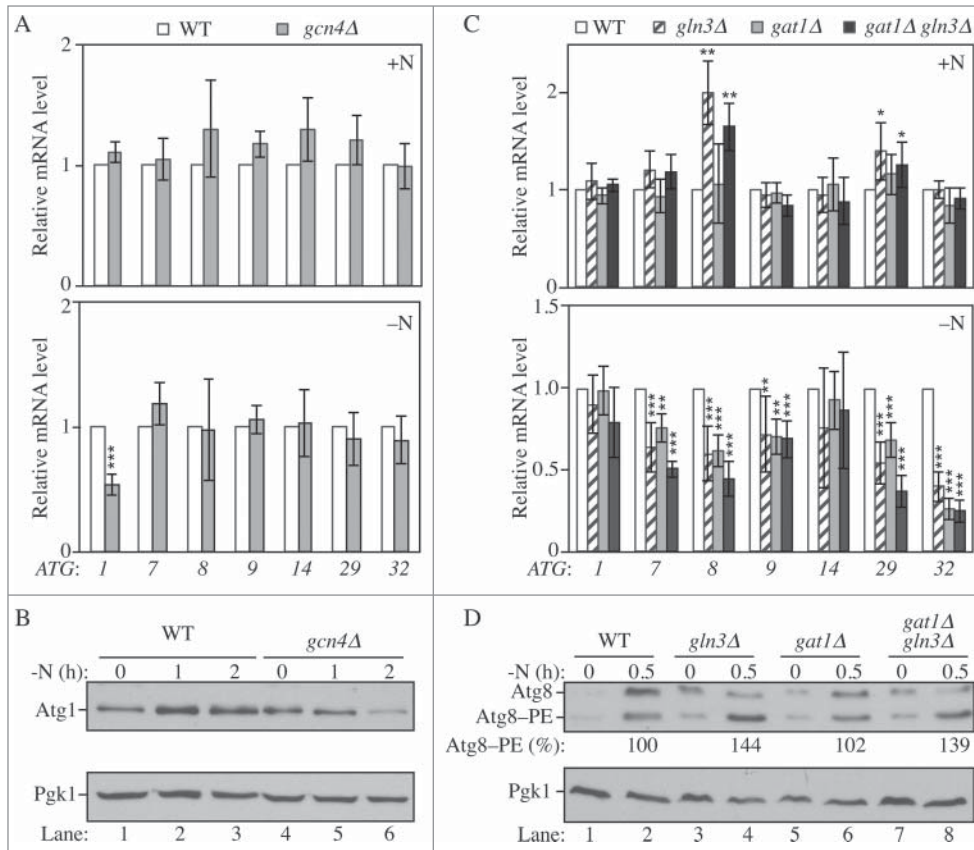 A
WT gcn4Δ
+N
Relative mRNA level
2
1
0
–N
Relative mRNA level
2
1
0
ATG: 1 7 8 9 14 29 32
B
WT gcn4Δ
-N (h): 0 1 2 0 1 2
Atg1
Pgk1
Lane: 1 2 3 4 5 6
C
WT gln3Δ gat1Δ gat1Δ gln3Δ
+N
Relative mRNA level
2
1
0
** ** * *
–N
Relative mRNA level
1.5
1.0
0.5
0
*** *** ** *** *** *** *** ** ** *** *** *** *** *** *** ***
ATG: 1 7 8 9 14 29 32
D
WT gln3Δ gat1Δ gat1Δ gln3Δ
-N (h): 0 0.5 0 0.5 0 0.5 0 0.5
Atg8
Atg8–PE
Atg8–PE (%): 100 144 102 139
Pgk1
Lane: 1 2 3 4 5 6 7 8